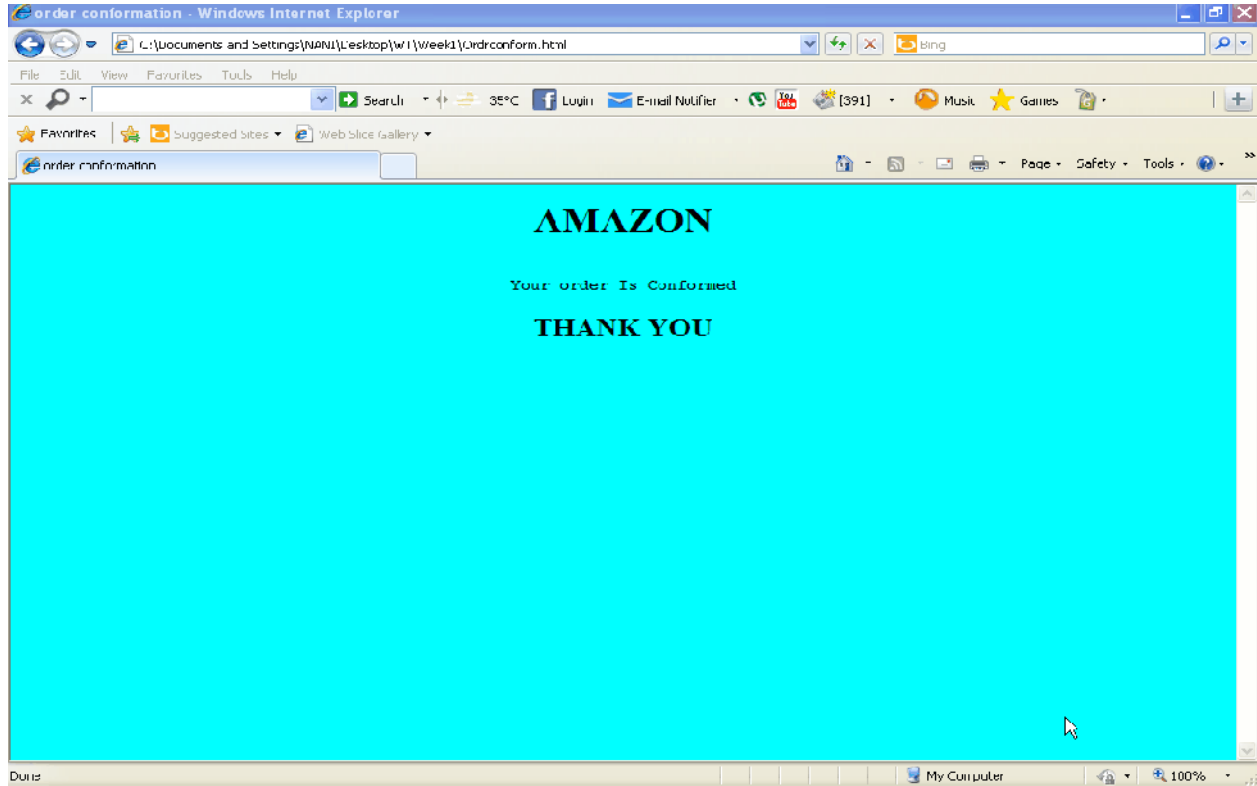 order conformation - Windows Internet Explorer
C:\Documents and Settings\NANI\Desktop\WT\Week1\Ordrconform.html
Bing
File Edit View Favorites Tools Help
Search 35°C Login E-mail Notifier You Tube [391] Music Games
Favorites Suggested Sites Web Slice Gallery
order conformation
Page Safety Tools
AMAZON
Your order Is Conformed
THANK YOU
Done
My Computer
100%